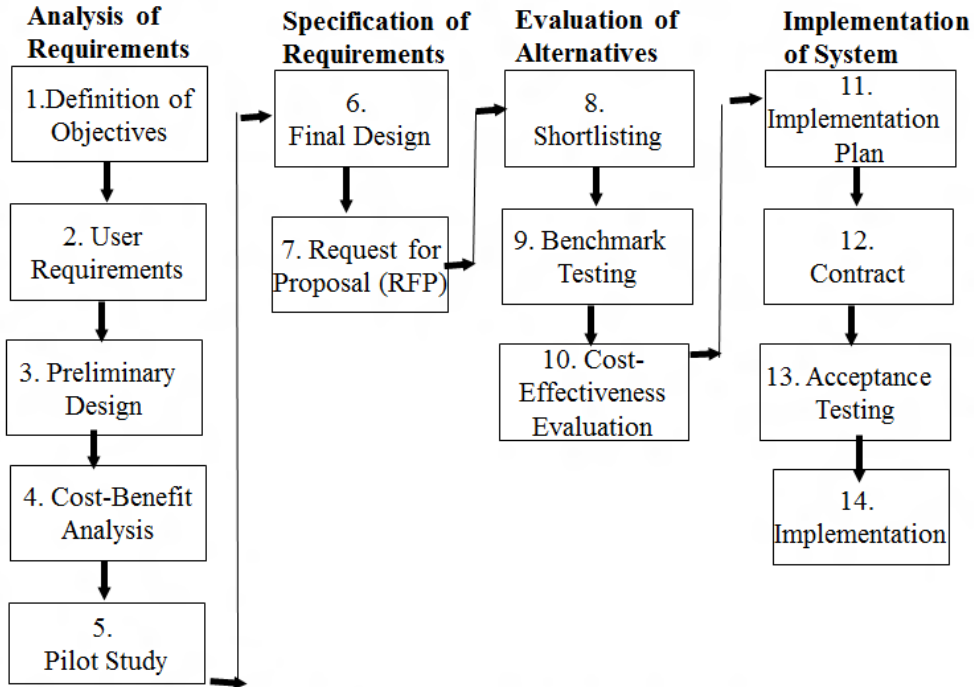 Analysis of
Requirements
1.Definition of
Objectives
2. User
Requirements
3. Preliminary
Design
4. Cost-Benefit
Analysis
5.
Pilot Study
Specification of
Requirements
6.
Final Design
7. Request for
Proposal (RFP)
Evaluation of
Alternatives
8.
Shortlisting
9. Benchmark
Testing
10. Cost-
Effectiveness
Evaluation
Implementation
of System
11.
Implementation
Plan
12.
Contract
13. Acceptance
Testing
14.
Implementation